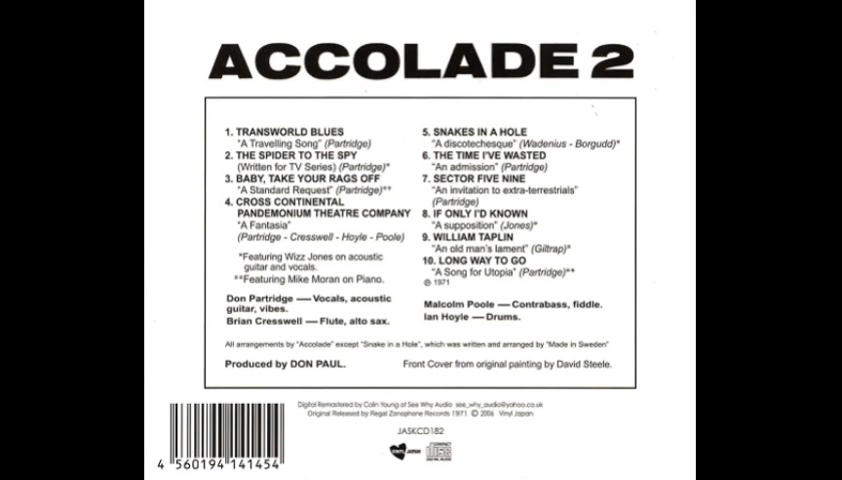 ACCOLADE 2
1. TRANSWORLD BLUES
"A Travelling Song" (Partridge)
2. THE SPIDER TO THE SPY
(Written for TV Series) (Partridge)*
3. BABY, TAKE YOUR RAGS OFF
"A Standard Request" (Partridge)**
4. CROSS CONTINENTAL
PANDEMONIUM THEATRE COMPANY
"A Fantasia"
(Partridge - Cresswell - Hoyle - Poole)
*Featuring Wizz Jones on acoustic
guitar and vocals.
**Featuring Mike Moran on Piano.
Don Partridge — Vocals, acoustic
guitar, vibes.
Brian Cresswell — Flute, alto sax.
5. SNAKES IN A HOLE
"A discotechesque" (Wadenius - Borgudd)*
6. THE TIME I'VE WASTED
"An admission" (Partridge)
7. SECTOR FIVE NINE
"An invitation to extra-terrestrials"
(Partridge)
8. IF ONLY I'D KNOWN
"A supposition" (Jones)*
9. WILLIAM TAPLIN
"An old man's lament" (Giltrap)*
10. LONG WAY TO GO
"A Song for Utopia" (Partridge)**
℗ 1971
Malcolm Poole — Contrabass, fiddle.
Ian Hoyle — Drums.
All arrangements by "Accolade" except "Snake in a Hole", which was written and arranged by "Made in Sweden"
Produced by DON PAUL.
Front Cover from original painting by David Steele.
Digital Remastered by Colin Young of See Why Audio see_why_audio@yahoo.co.uk
Original Released by Regal Zonophone Records 1971 © 2006 Vinyl Japan
JASKCD182
VINYL JAPAN
COMPACT
disc
DIGITAL AUDIO
4 560194 141454